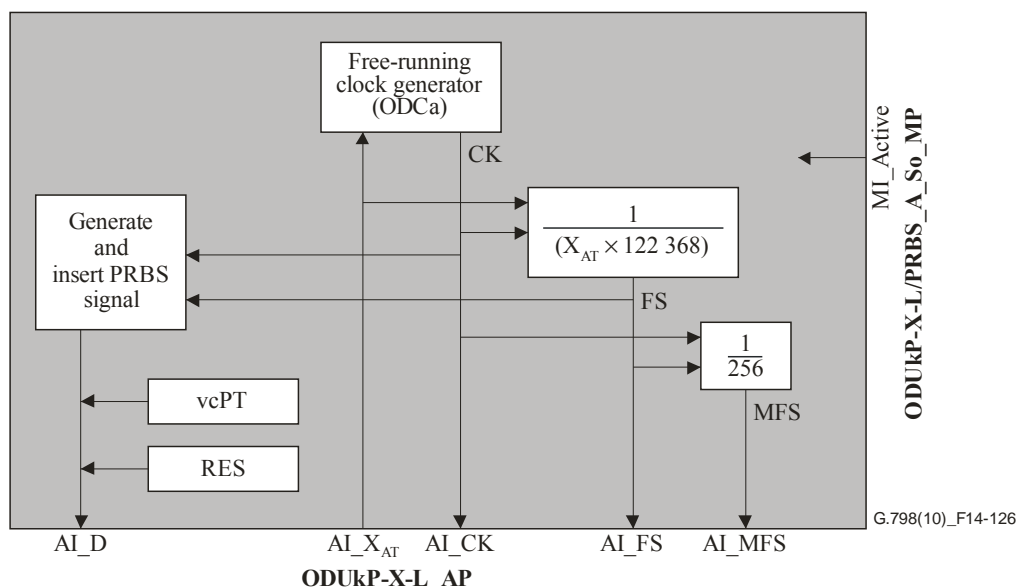 Free-running
clock generator
(ODCa)
CK
MI_Active
ODUkP-X-L/PRBS_A_So_MP
Generate
and
insert PRBS
signal
1
(X_AT × 122 368)
FS
1
256
MFS
vcPT
RES
G.798(10)_F14-126
AI_D
AI_X_AT
AI_CK
AI_FS
AI_MFS
ODUkP-X-L_AP